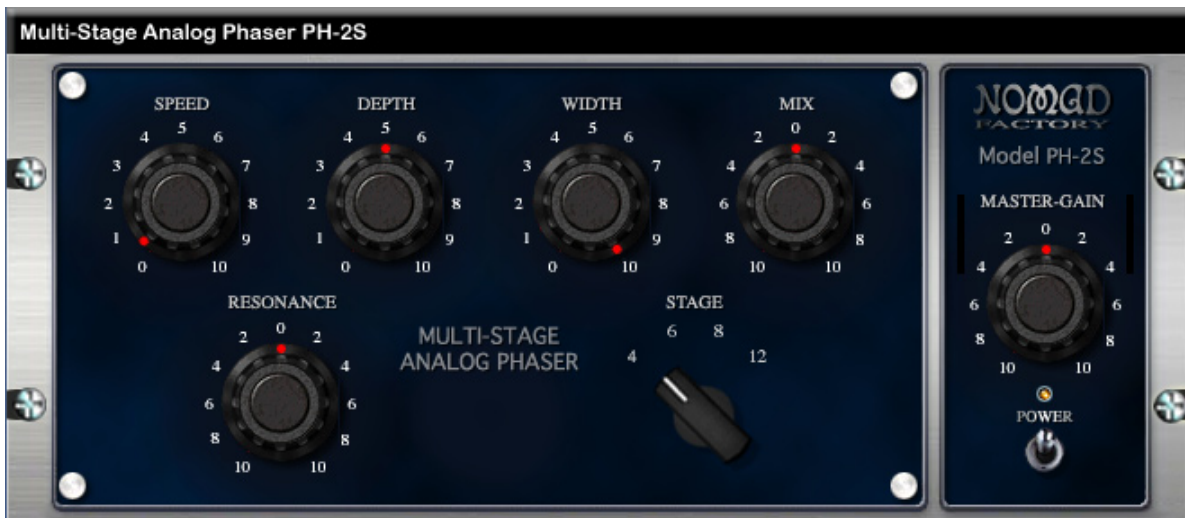 Multi-Stage Analog Phaser PH-2S
SPEED
0 1 2 3 4 5 6 7 8 9 10
DEPTH
0 1 2 3 4 5 6 7 8 9 10
WIDTH
0 1 2 3 4 5 6 7 8 9 10
MIX
10 8 6 4 2 0 2 4 6 8 10
RESONANCE
10 8 6 4 2 0 2 4 6 8 10
MULTI-STAGE
ANALOG PHASER
STAGE
4 6 8 12
NOMAD
FACTORY
Model PH-2S
MASTER-GAIN
10 8 6 4 2 0 2 4 6 8 10
POWER